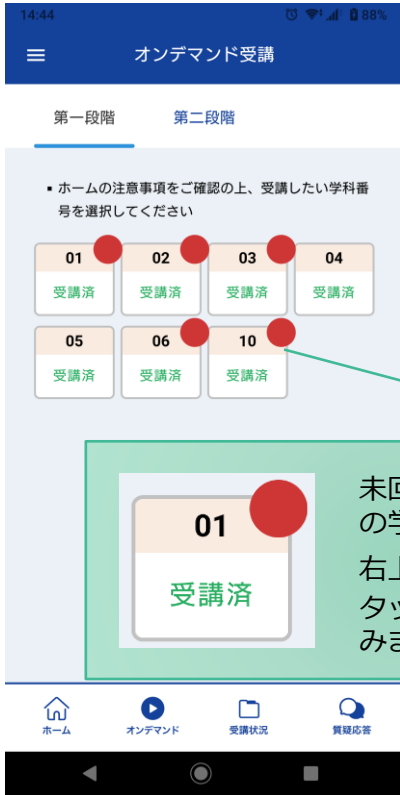 14:44
88%
オンデマンド受講
第一段階 第二段階
▪ ホームの注意事項をご確認の上、受講したい学科番
号を選択してください
01 02 03 04
受講済 受講済 受講済 受講済
05 06 10
受講済 受講済 受講済
01
受講済
未回
の学
右上
タッ
みま
ホーム オンデマンド 受講状況 質疑応答